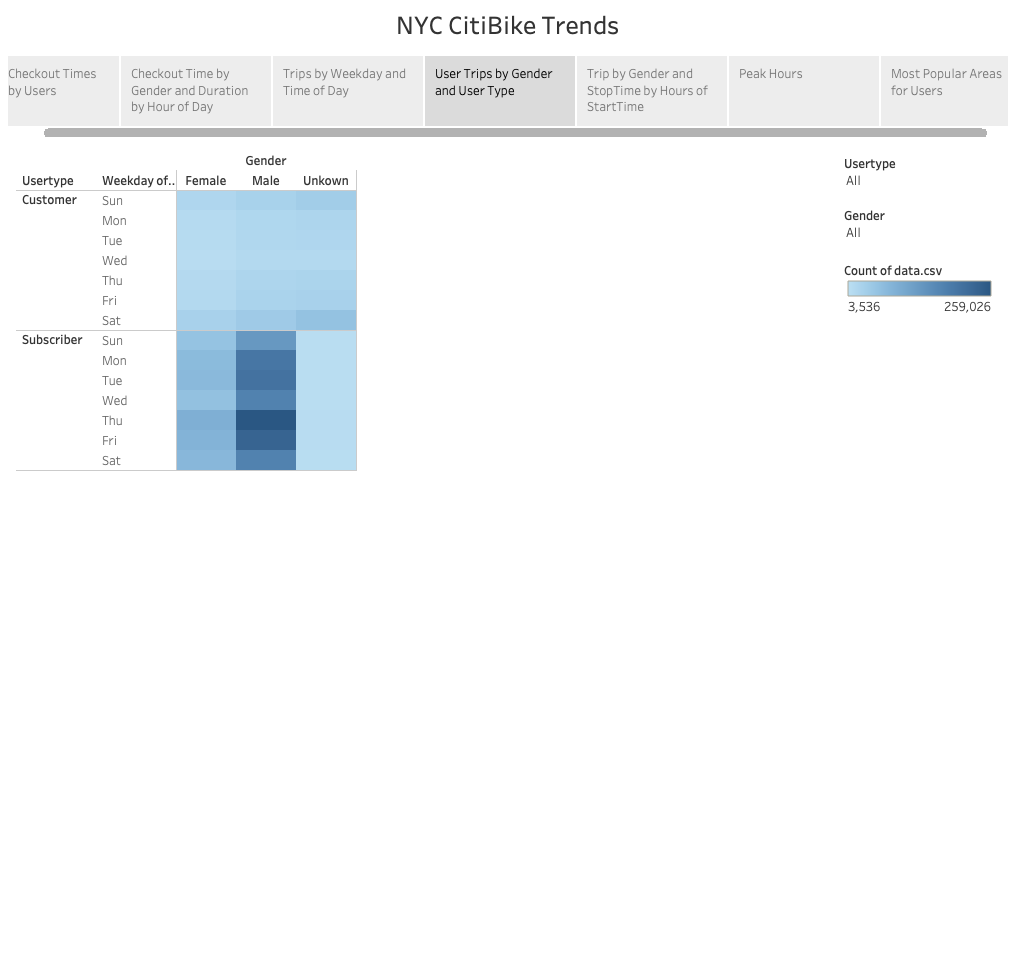 NYC CitiBike Trends
Checkout Times
by Users
Checkout Time by
Gender and Duration
by Hour of Day
Trips by Weekday and
Time of Day
User Trips by Gender
and User Type
Trip by Gender and
StopTime by Hours of
StartTime
Peak Hours
Most Popular Areas
for Users
Gender
Usertype Weekday of.. Female Male Unkown
Customer Sun
Mon
Tue
Wed
Thu
Fri
Sat
Subscriber Sun
Mon
Tue
Wed
Thu
Fri
Sat
Usertype
All
Gender
All
Count of data.csv
3,536 259,026